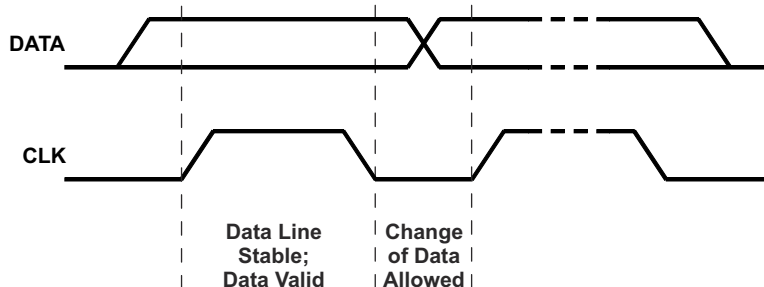 DATA
CLK
Data Line
Stable;
Data Valid
Change
of Data
Allowed